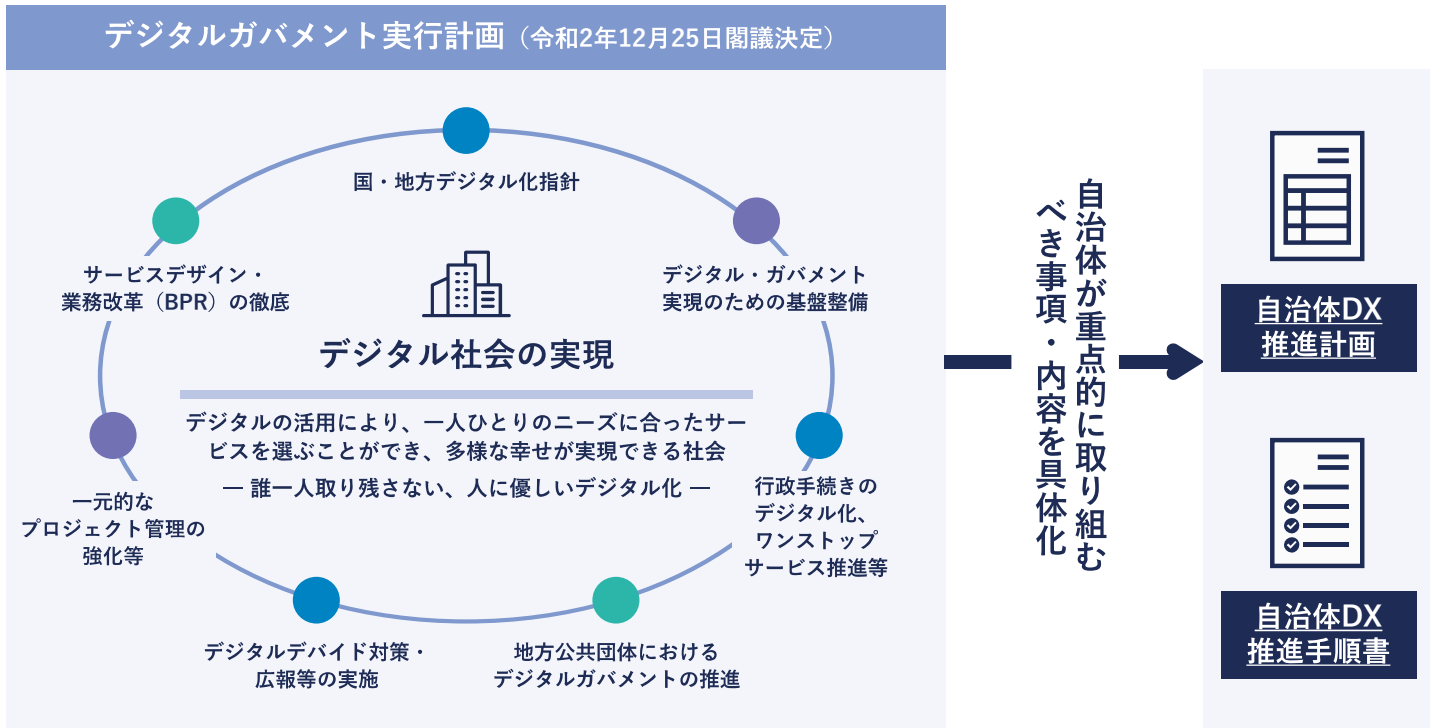 デジタルガバメント実行計画（令和2年12月25日閣議決定）
国・地方デジタル化指針
サービスデザイン・
業務改革（BPR）の徹底
デジタル・ガバメント
実現のための基盤整備
デジタル社会の実現
デジタルの活用により、一人ひとりのニーズに合ったサー
ビスを選ぶことができ、多様な幸せが実現できる社会
― 誰一人取り残さない、人に優しいデジタル化 ―
一元的な
プロジェクト管理の
強化等
行政手続きの
デジタル化、
ワンストップ
サービス推進等
デジタルデバイド対策・
広報等の実施
地方公共団体における
デジタルガバメントの推進
自治体が重点的に取り組む
べき事項・内容を具体化
自治体DX
推進計画
自治体DX
推進手順書